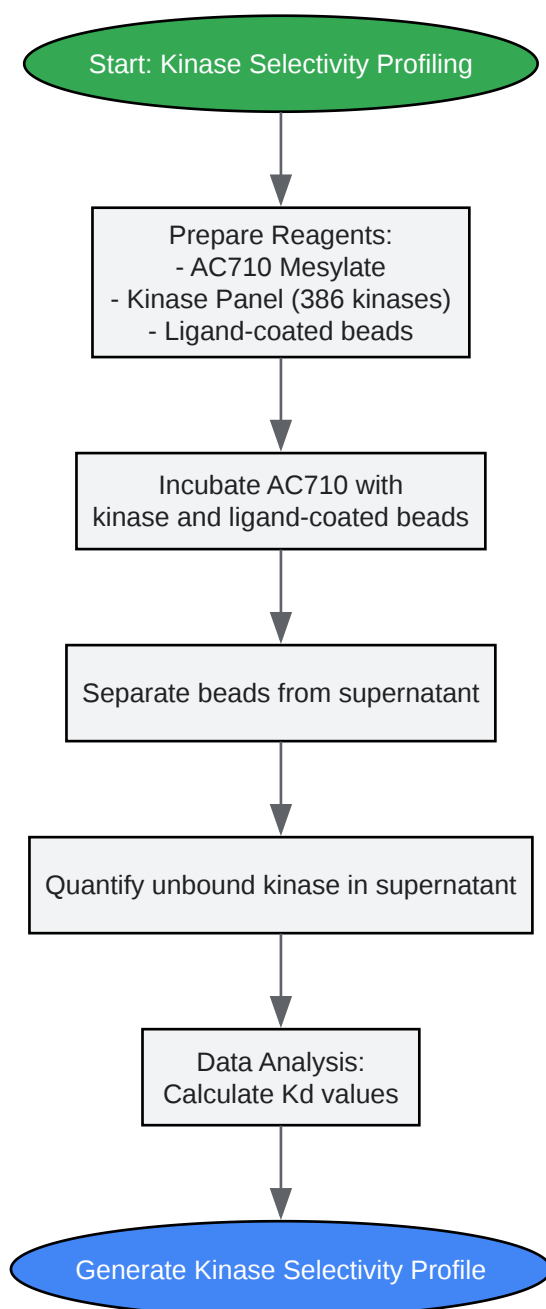 Start: Kinase Selectivity Profiling
Prepare Reagents:
- AC710 Mesylate
- Kinase Panel (386 kinases)
- Ligand-coated beads
Incubate AC710 with
kinase and ligand-coated beads
Separate beads from supernatant
Quantify unbound kinase in supernatant
Data Analysis:
Calculate Kd values
Generate Kinase Selectivity Profile